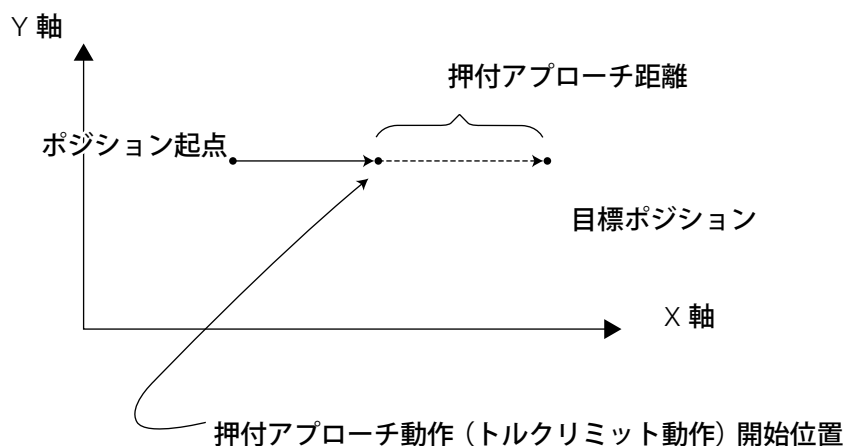 Y 軸
押付アプローチ距離
ポジション起点
目標ポジション
X 軸
押付アプローチ動作（トルクリミット動作）開始位置